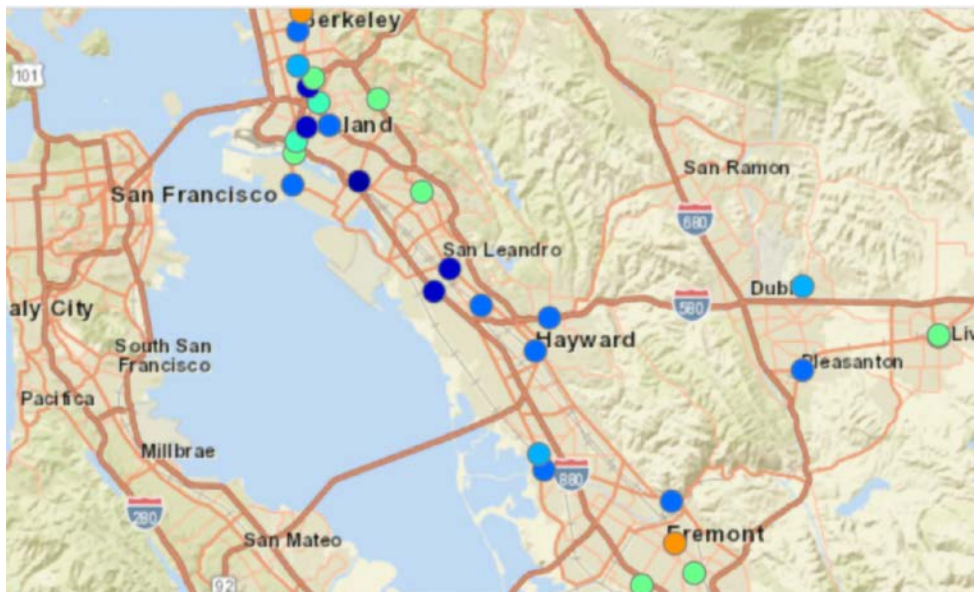 Berkeley
101
land
San Ramon
San Francisco
680
San Leandro
Dubl
580
aly City
Liv
Hayward
South San
Francisco
Pleasanton
Pacifica
Millbrae
880
280
Fremont
San Mateo
92